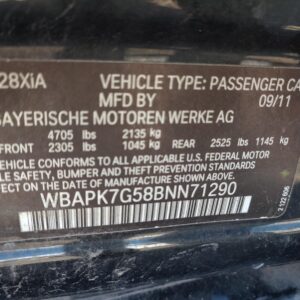 28XiA VEHICLE TYPE: PASSENGER CA
MFD BY 09/11
BAYERISCHE MOTOREN WERKE AG
4705 lbs 2135 kg
FRONT 2305 lbs 1045 kg REAR 2525 lbs 1145 kg
CONFORMS TO ALL APPLICABLE U.S. FEDERAL MOTOR
LE SAFETY, BUMPER AND THEFT PREVENTION STANDARDS
EFFECT ON THE DATE OF MANUFACTURE SHOWN ABOVE.
WBAPK7G58BNN71290